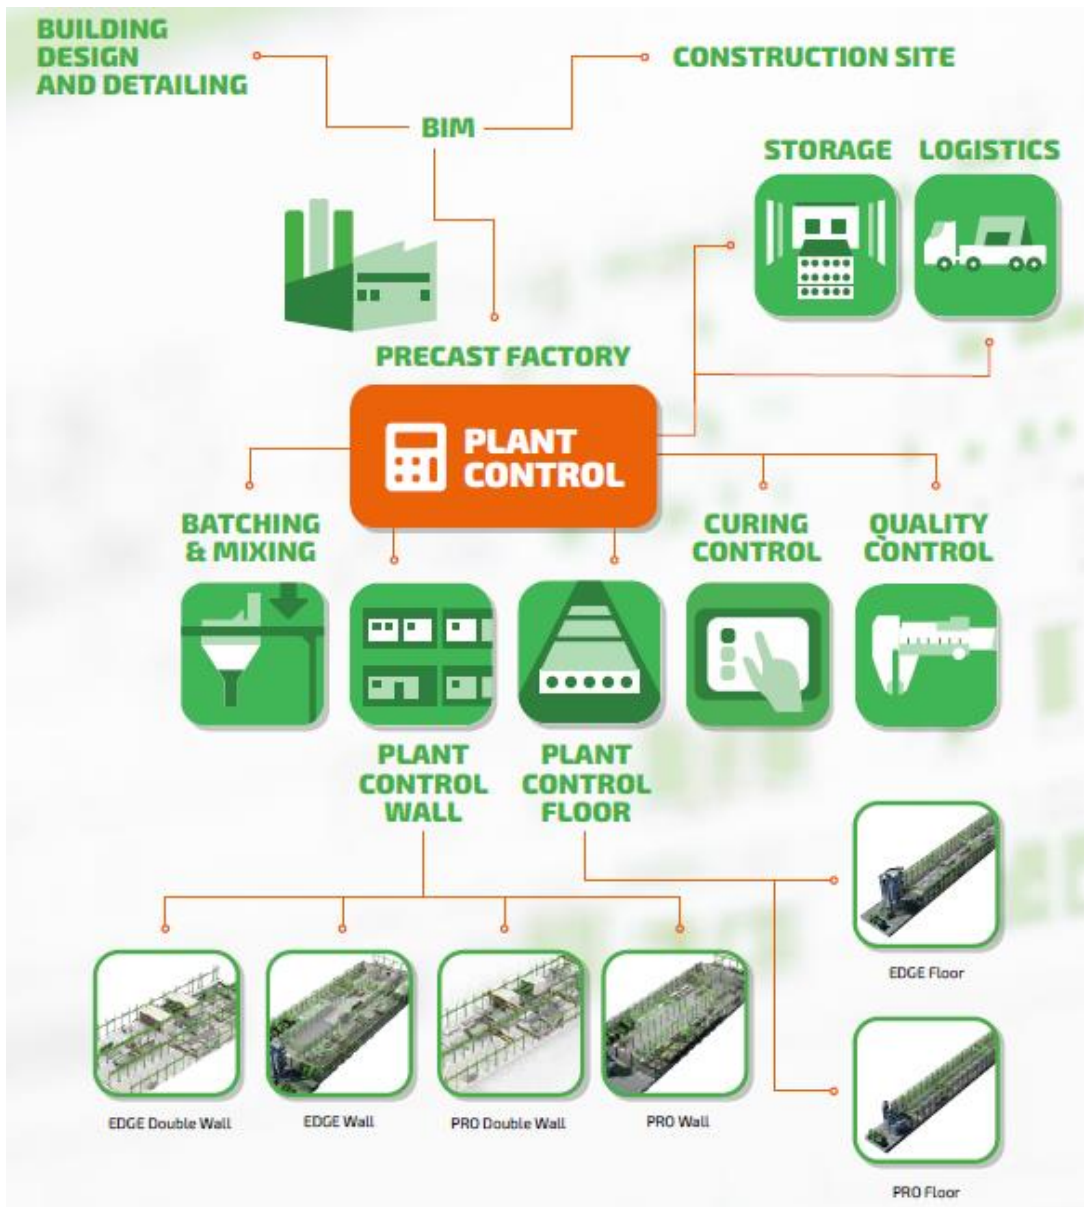 BUILDING
DESIGN
AND DETAILING
CONSTRUCTION SITE
BIM
STORAGE
LOGISTICS
PRECAST FACTORY
PLANT
CONTROL
BATCHING
& MIXING
CURING
CONTROL
QUALITY
CONTROL
PLANT
CONTROL
WALL
PLANT
CONTROL
FLOOR
EDGE Floor
EDGE Double Wall
EDGE Wall
PRO Double Wall
PRO Wall
PRO Floor